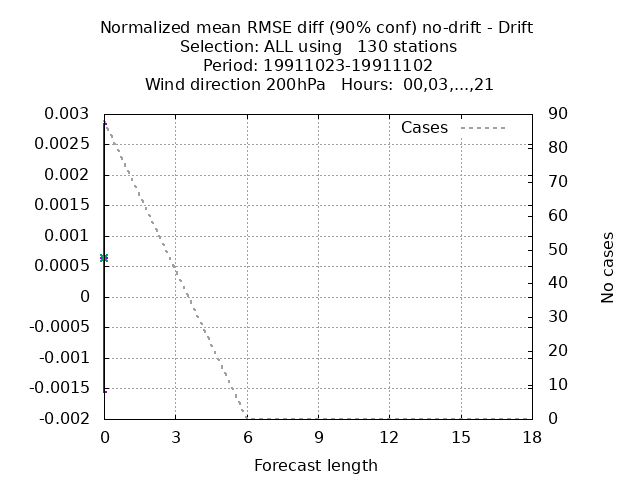 Normalized mean RMSE diff (90% conf) no-drift - Drift
Selection: ALL using   130 stations
Period: 19911023-19911102
Wind direction 200hPa   Hours:  00,03,...,21
Cases
0.003
0.0025
0.002
0.0015
0.001
0.0005
0
-0.0005
-0.001
-0.0015
-0.002
90
80
70
60
50
40
30
20
10
0
No cases
0 3 6 9 12 15 18
Forecast length